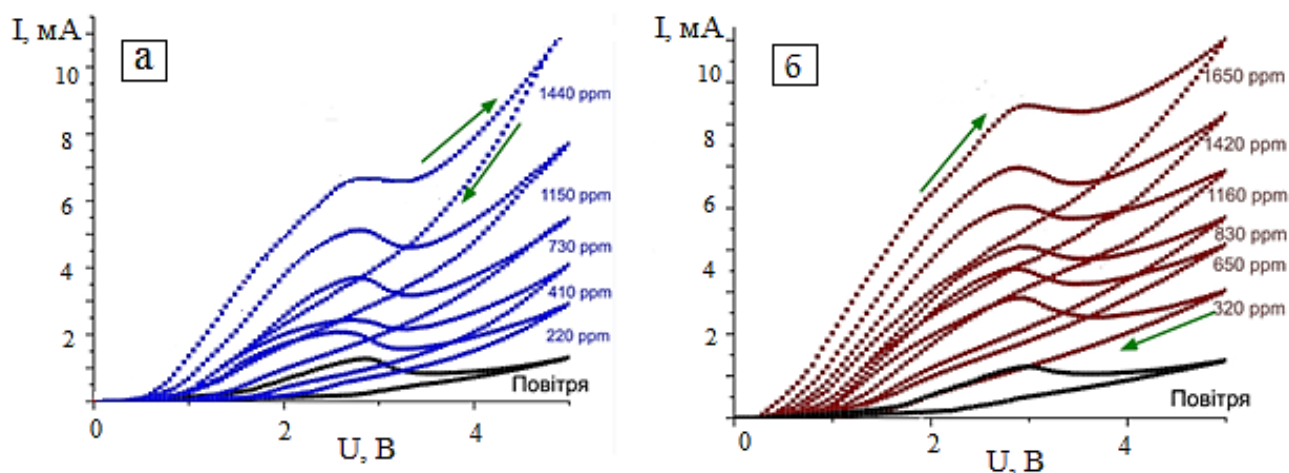 I, мА
а
10
8
6
4
2
0
2
4
U, В
1440 ppm
1150 ppm
730 ppm
410 ppm
220 ppm
Повітря
I, мА
б
10
8
6
4
2
0
2
4
U, В
1650 ppm
1420 ppm
1160 ppm
830 ppm
650 ppm
320 ppm
Повітря